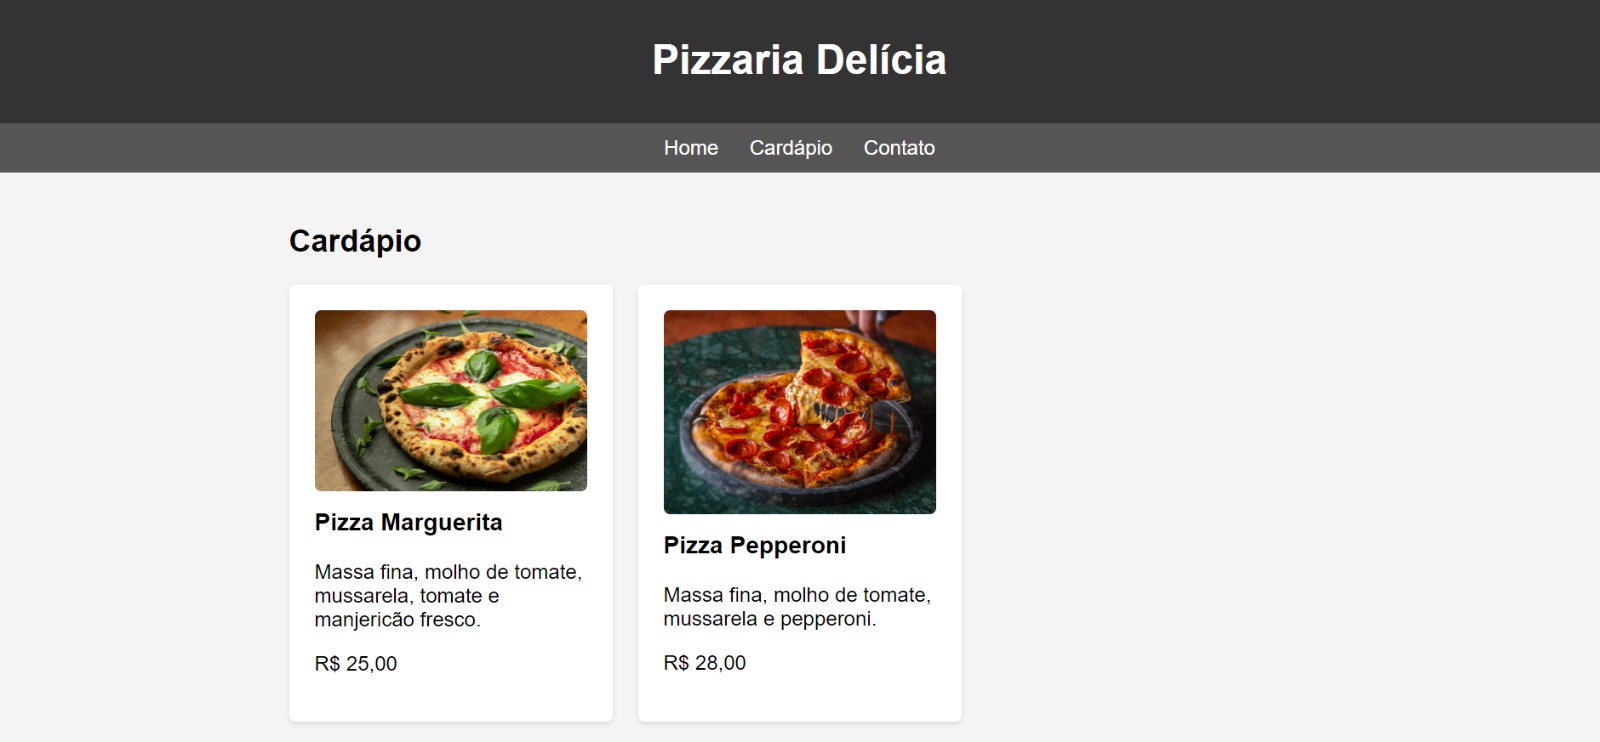 Pizzaria Delícia
Home Cardápio Contato
Cardápio
Pizza Marguerita
Massa fina, molho de tomate,
mussarela, tomate e
manjericão fresco.
R$ 25,00
Pizza Pepperoni
Massa fina, molho de tomate,
mussarela e pepperoni.
R$ 28,00